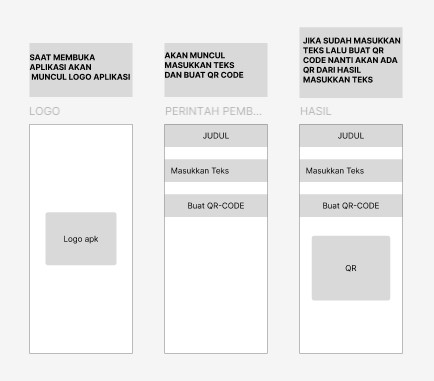 SAAT MEMBUKA
APLIKASI AKAN
MUNCUL LOGO APLIKASI
LOGO
Logo apk
AKAN MUNCUL
MASUKKAN TEKS
DAN BUAT QR CODE
PERINTAH PEMB...
JUDUL
Masukkan Teks
Buat QR-CODE
JIKA SUDAH MASUKKAN
TEKS LALU BUAT QR
CODE NANTI AKAN ADA
QR DARI HASIL
MASUKKAN TEKS
HASIL
JUDUL
Masukkan Teks
Buat QR-CODE
QR